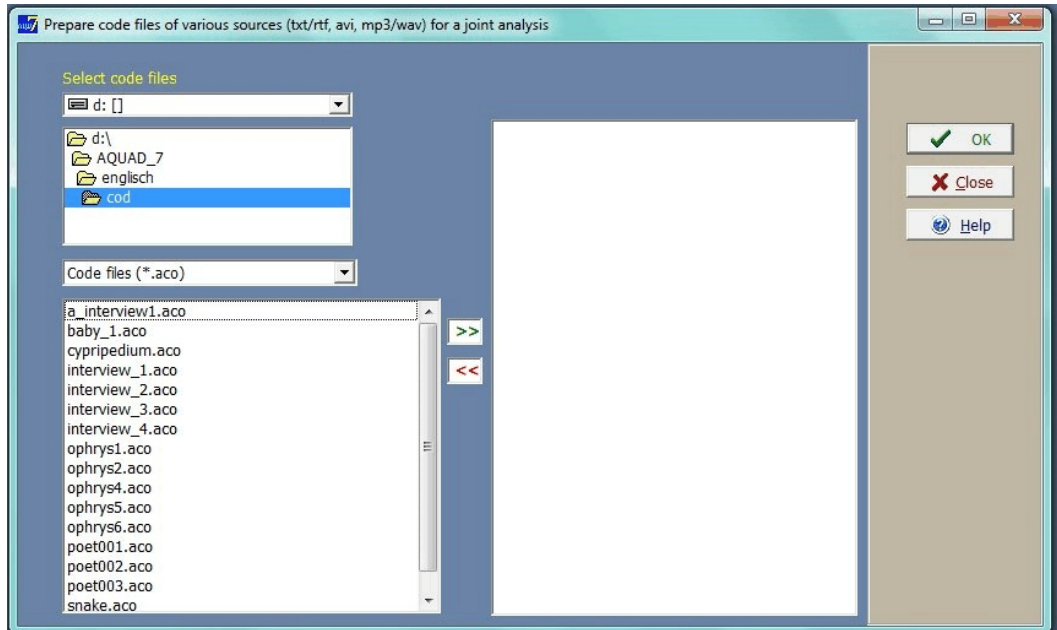 Prepare code files of various sources (txt/rtf, avi, mp3/wav) for a joint analysis
Select code files
d: []
d:\
AQUAD_7
englisch
cod
Code files (*.aco)
a_interview1.aco
baby_1.aco
cypripedium.aco
interview_1.aco
interview_2.aco
interview_3.aco
interview_4.aco
ophrys1.aco
ophrys2.aco
ophrys4.aco
ophrys5.aco
ophrys6.aco
poet001.aco
poet002.aco
poet003.aco
snake.aco
>>
<<
OK
Close
Help